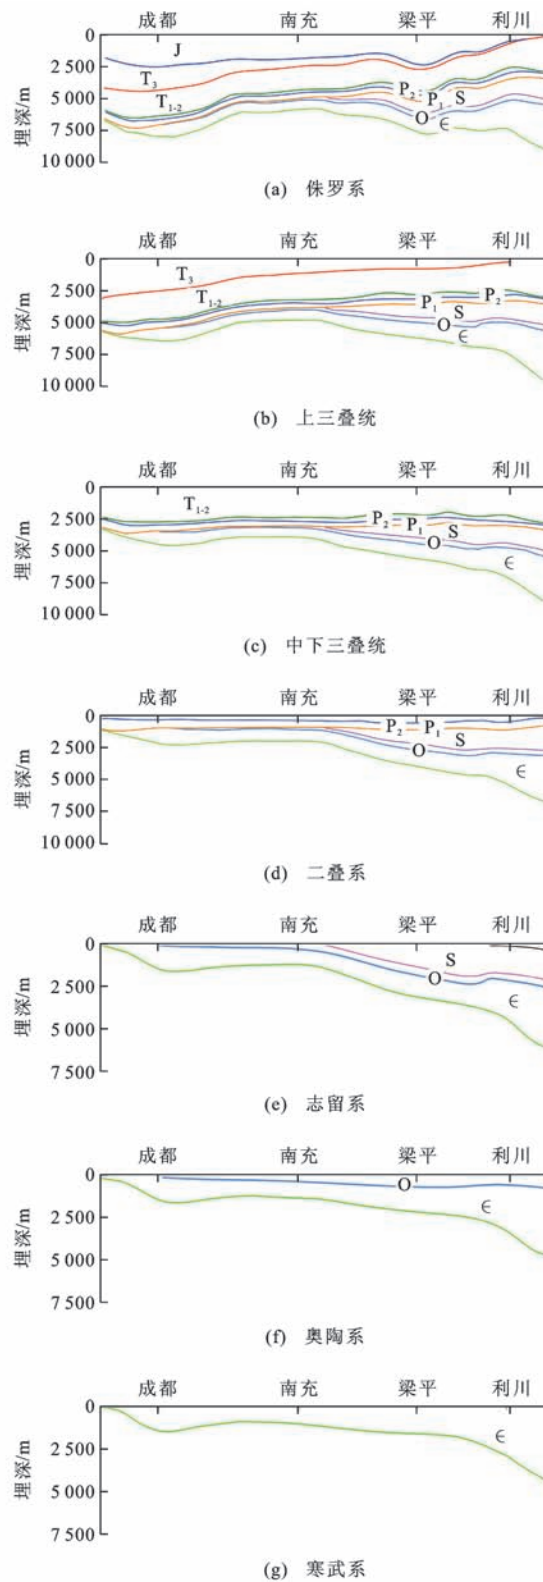 成都 南充 梁平 利川
0
J
2 500
T3
P2 P1 S
5 000
T1-2
O ∈
7 500
10 000
埋深/m
(a) 侏罗系
成都 南充 梁平 利川
0
T3
2 500
T1-2 P1 P2
S
5 000
O ∈
7 500
10 000
埋深/m
(b) 上三叠统
成都 南充 梁平 利川
0
T1-2
2 500
P2 P1 S
5 000
O ∈
7 500
10 000
埋深/m
(c) 中下三叠统
成都 南充 梁平 利川
0
P2 P1
2 500
O S
5 000
∈
7 500
10 000
埋深/m
(d) 二叠系
成都 南充 梁平 利川
0
S
2 500
O
∈
5 000
7 500
埋深/m
(e) 志留系
成都 南充 梁平 利川
0
O
2 500
∈
5 000
7 500
埋深/m
(f) 奥陶系
成都 南充 梁平 利川
0
∈
2 500
5 000
7 500
埋深/m
(g) 寒武系